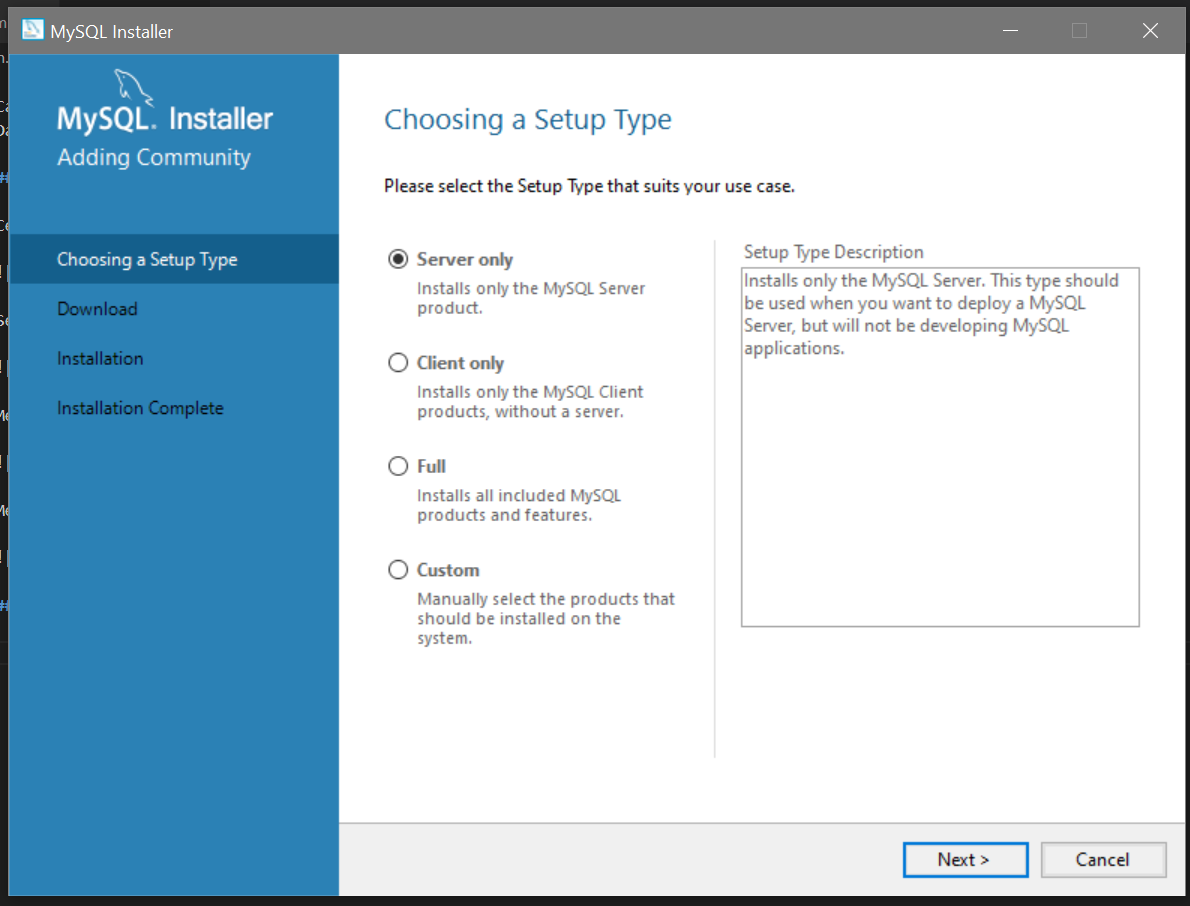 MySQL Installer
MySQL. Installer
Adding Community
Choosing a Setup Type
Download
Installation
Installation Complete
Choosing a Setup Type
Please select the Setup Type that suits your use case.
Server only
Installs only the MySQL Server
product.
Client only
Installs only the MySQL Client
products, without a server.
Full
Installs all included MySQL
products and features.
Custom
Manually select the products that
should be installed on the
system.
Setup Type Description
Installs only the MySQL Server. This type should
be used when you want to deploy a MySQL
Server, but will not be developing MySQL
applications.
Next >
Cancel